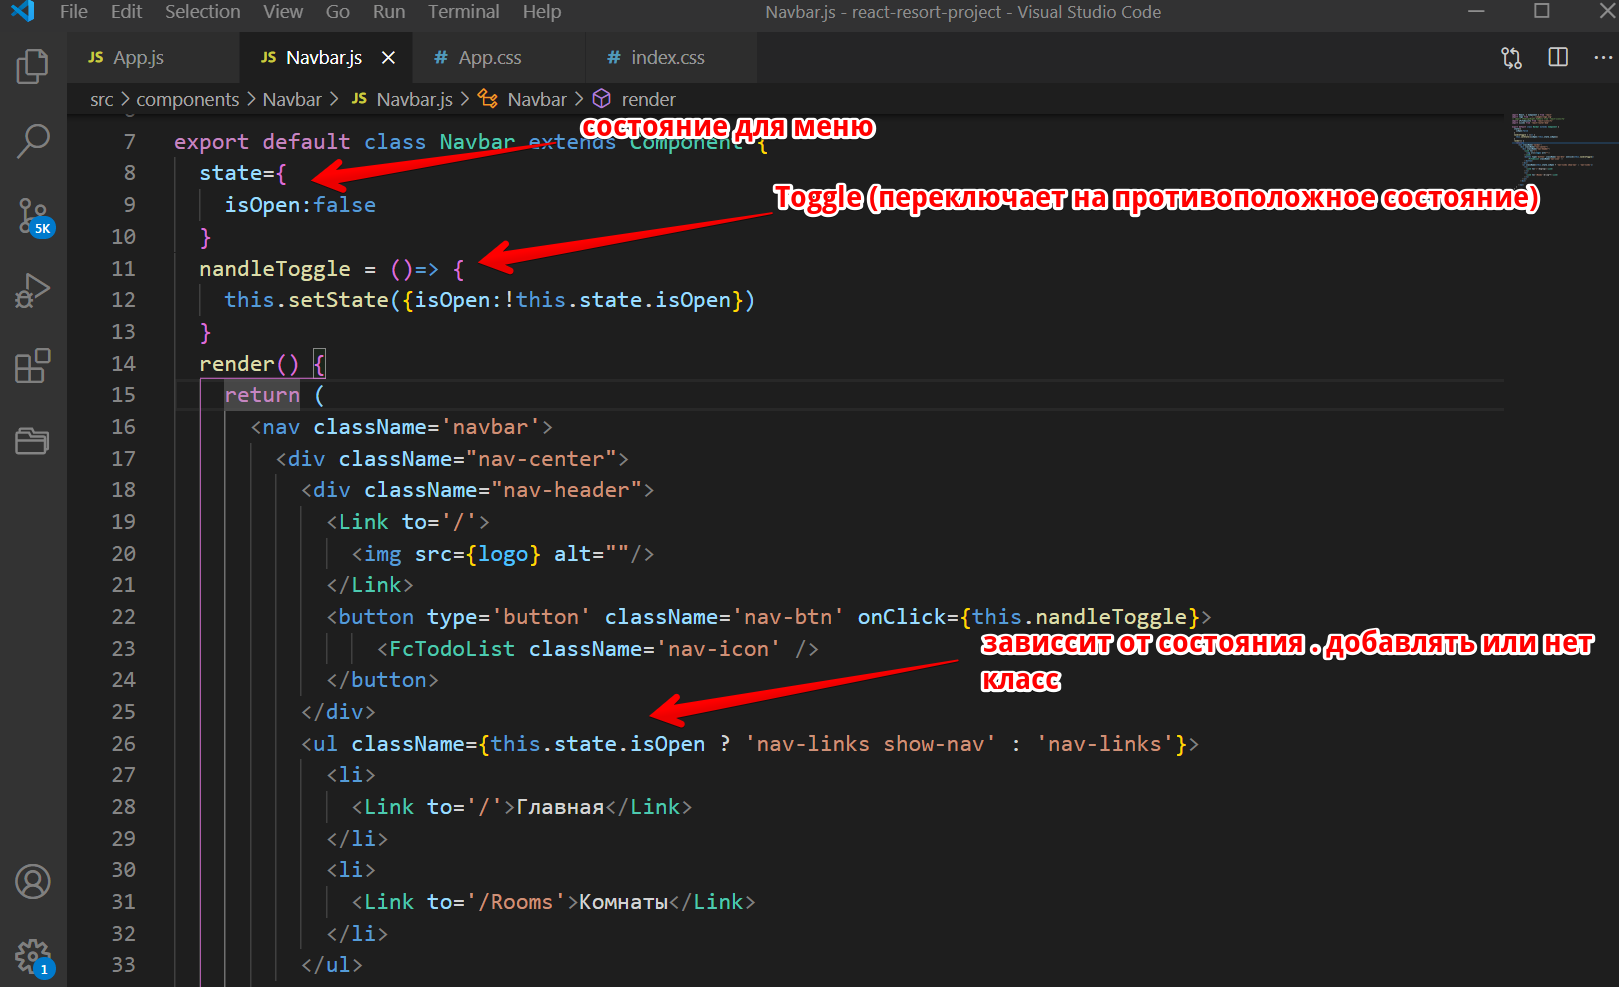 File Edit Selection View Go Run Terminal Help Navbar.js - react-resort-project - Visual Studio Code
JS App.js JS Navbar.js # App.css # index.css
src > components > Navbar > JS Navbar.js > Navbar > render
состояние для меню
7 export default class Navbar extends Component {
8 state={
Toggle (переключает на противоположное состояние)
9 isOpen:false
10 }
11 nandleToggle = ()=> {
12 this.setState({isOpen:!this.state.isOpen})
13 }
14 render() {
15 return (
16 <nav className='navbar'>
17 <div className="nav-center">
18 <div className="nav-header">
19 <Link to='/'>
20 <img src={logo} alt=""/>
21 </Link>
22 <button type='button' className='nav-btn' onClick={this.nandleToggle}>
зависсит от состояния . добавлять или нет
23 <FcTodoList className='nav-icon' />
класс
24 </button>
25 </div>
26 <ul className={this.state.isOpen ? 'nav-links show-nav' : 'nav-links'}>
27 <li>
28 <Link to='/'>Главная</Link>
29 </li>
30 <li>
31 <Link to='/Rooms'>Комнаты</Link>
32 </li>
33 </ul>
5K
1